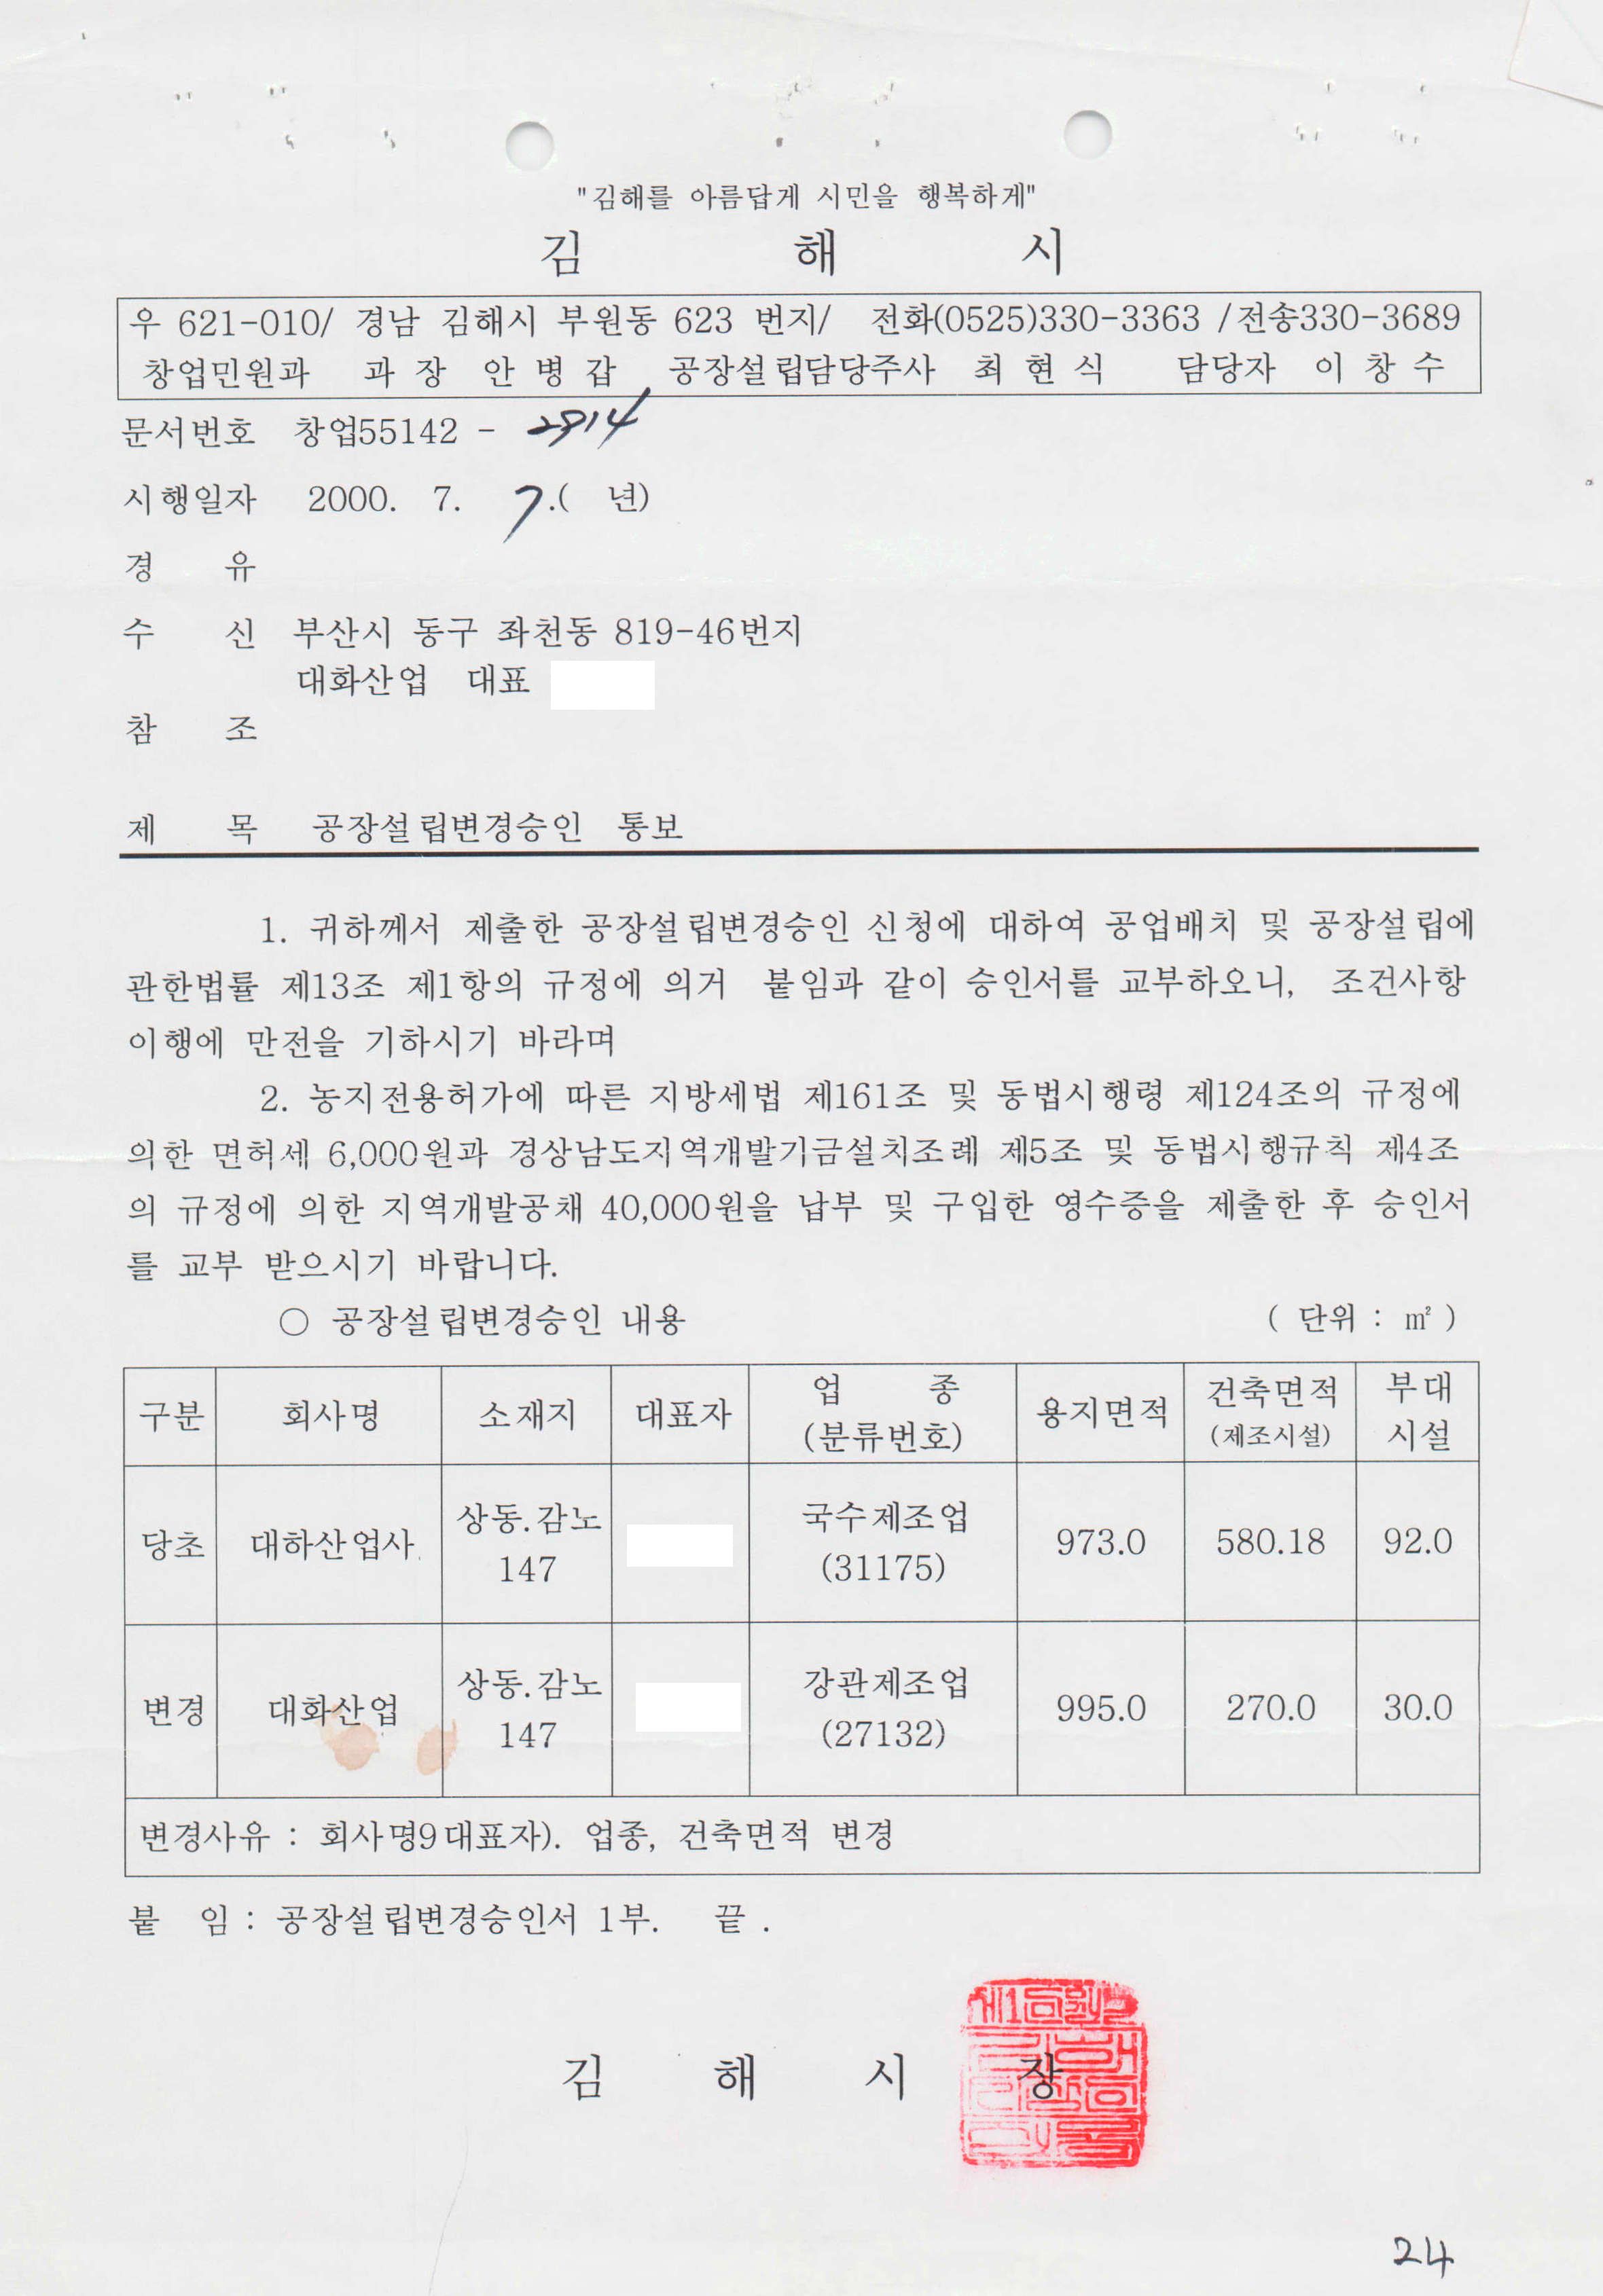 "김해를 아름답게 시민을 행복하게"
김 해 시
우 621-010/ 경남 김해시 부원동 623 번지/ 전화(0525)330-3363 /전송330-3689
창업민원과 과 장 안 병 갑 공장설립담당주사 최 현 식 담당자 이 창 수
문서번호 창업55142 - 2914
시행일자 2000. 7. 7.( 년)
경 유
수 신 부산시 동구 좌천동 819-46번지
대화산업 대표
참 조
제 목 공장설립변경승인 통보
1. 귀하께서 제출한 공장설립변경승인 신청에 대하여 공업배치 및 공장설립에
관한법률 제13조 제1항의 규정에 의거 붙임과 같이 승인서를 교부하오니, 조건사항
이행에 만전을 기하시기 바라며
2. 농지전용허가에 따른 지방세법 제161조 및 동법시행령 제124조의 규정에
의한 면허세 6,000원과 경상남도지역개발기금설치조례 제5조 및 동법시행규칙 제4조
의 규정에 의한 지역개발공채 40,000원을 납부 및 구입한 영수증을 제출한 후 승인서
를 교부 받으시기 바랍니다.
○ 공장설립변경승인 내용 ( 단위 : ㎡ )
구분 회사명 소재지 대표자 업 종 (분류번호) 용지면적 건축면적 (제조시설) 부대 시설
당초 대하산업사 상동.감노 147 국수제조업 (31175) 973.0 580.18 92.0
변경 대화산업 상동.감노 147 강관제조업 (27132) 995.0 270.0 30.0
변경사유 : 회사명9대표자). 업종, 건축면적 변경
붙 임 : 공장설립변경승인서 1부. 끝 .
김 해 시 장
24